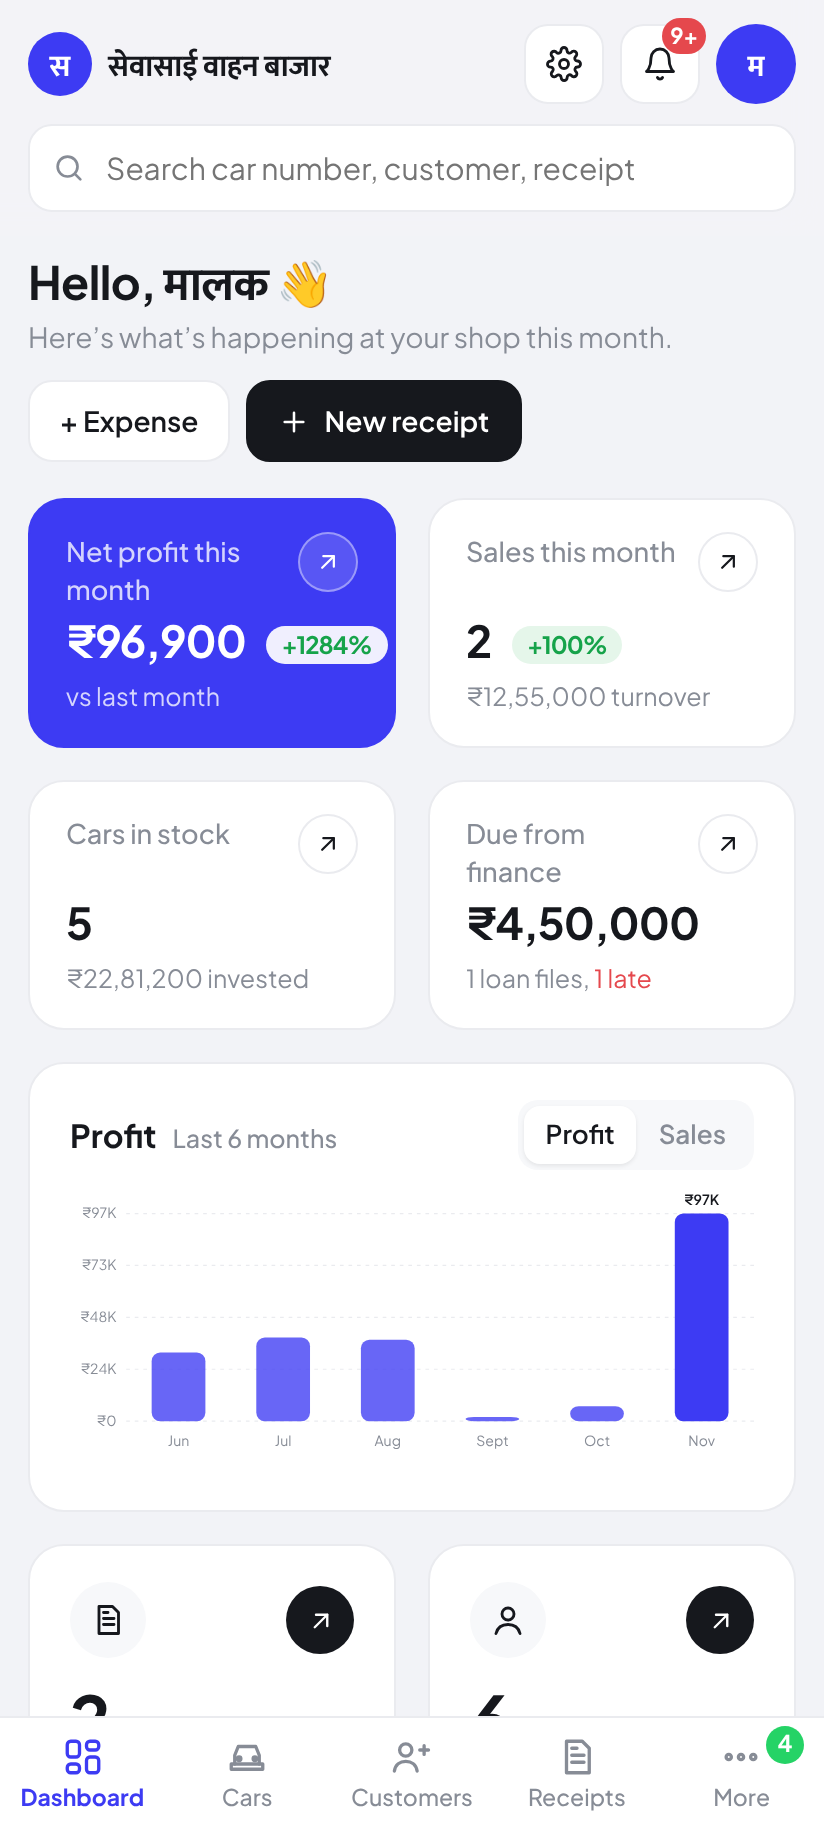 स सेवासाई वाहन बाजार 9+ म
Search car number, customer, receipt
Hello, मालक 👋
Here’s what’s happening at your shop this month.
+ Expense
+ New receipt
Net profit this
month
₹96,900 +1284%
vs last month
Sales this month
2 +100%
₹12,55,000 turnover
Cars in stock
5
₹22,81,200 invested
Due from
finance
₹4,50,000
1 loan files, 1 late
Profit Last 6 months
Profit Sales
₹97K
₹97K
₹73K
₹48K
₹24K
₹0
Jun Jul Aug Sept Oct Nov
Dashboard
Cars
Customers
Receipts
4
More